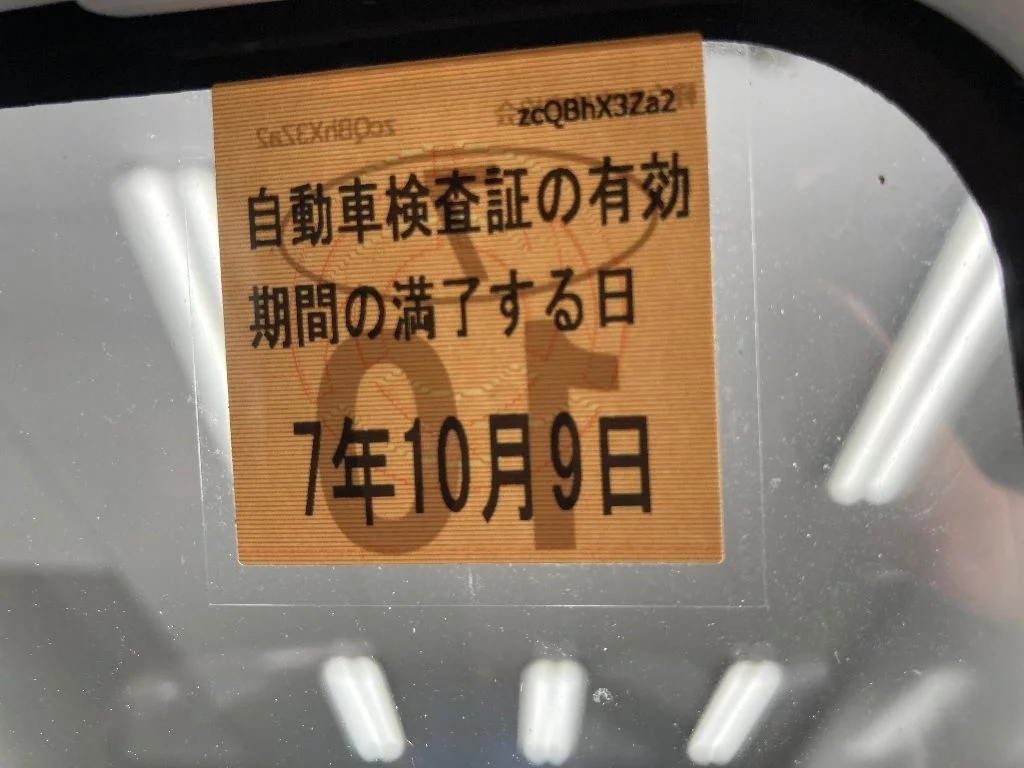 zcQBhX3Za2
自動車検査証の有効
期間の満了する日
7年10月9日